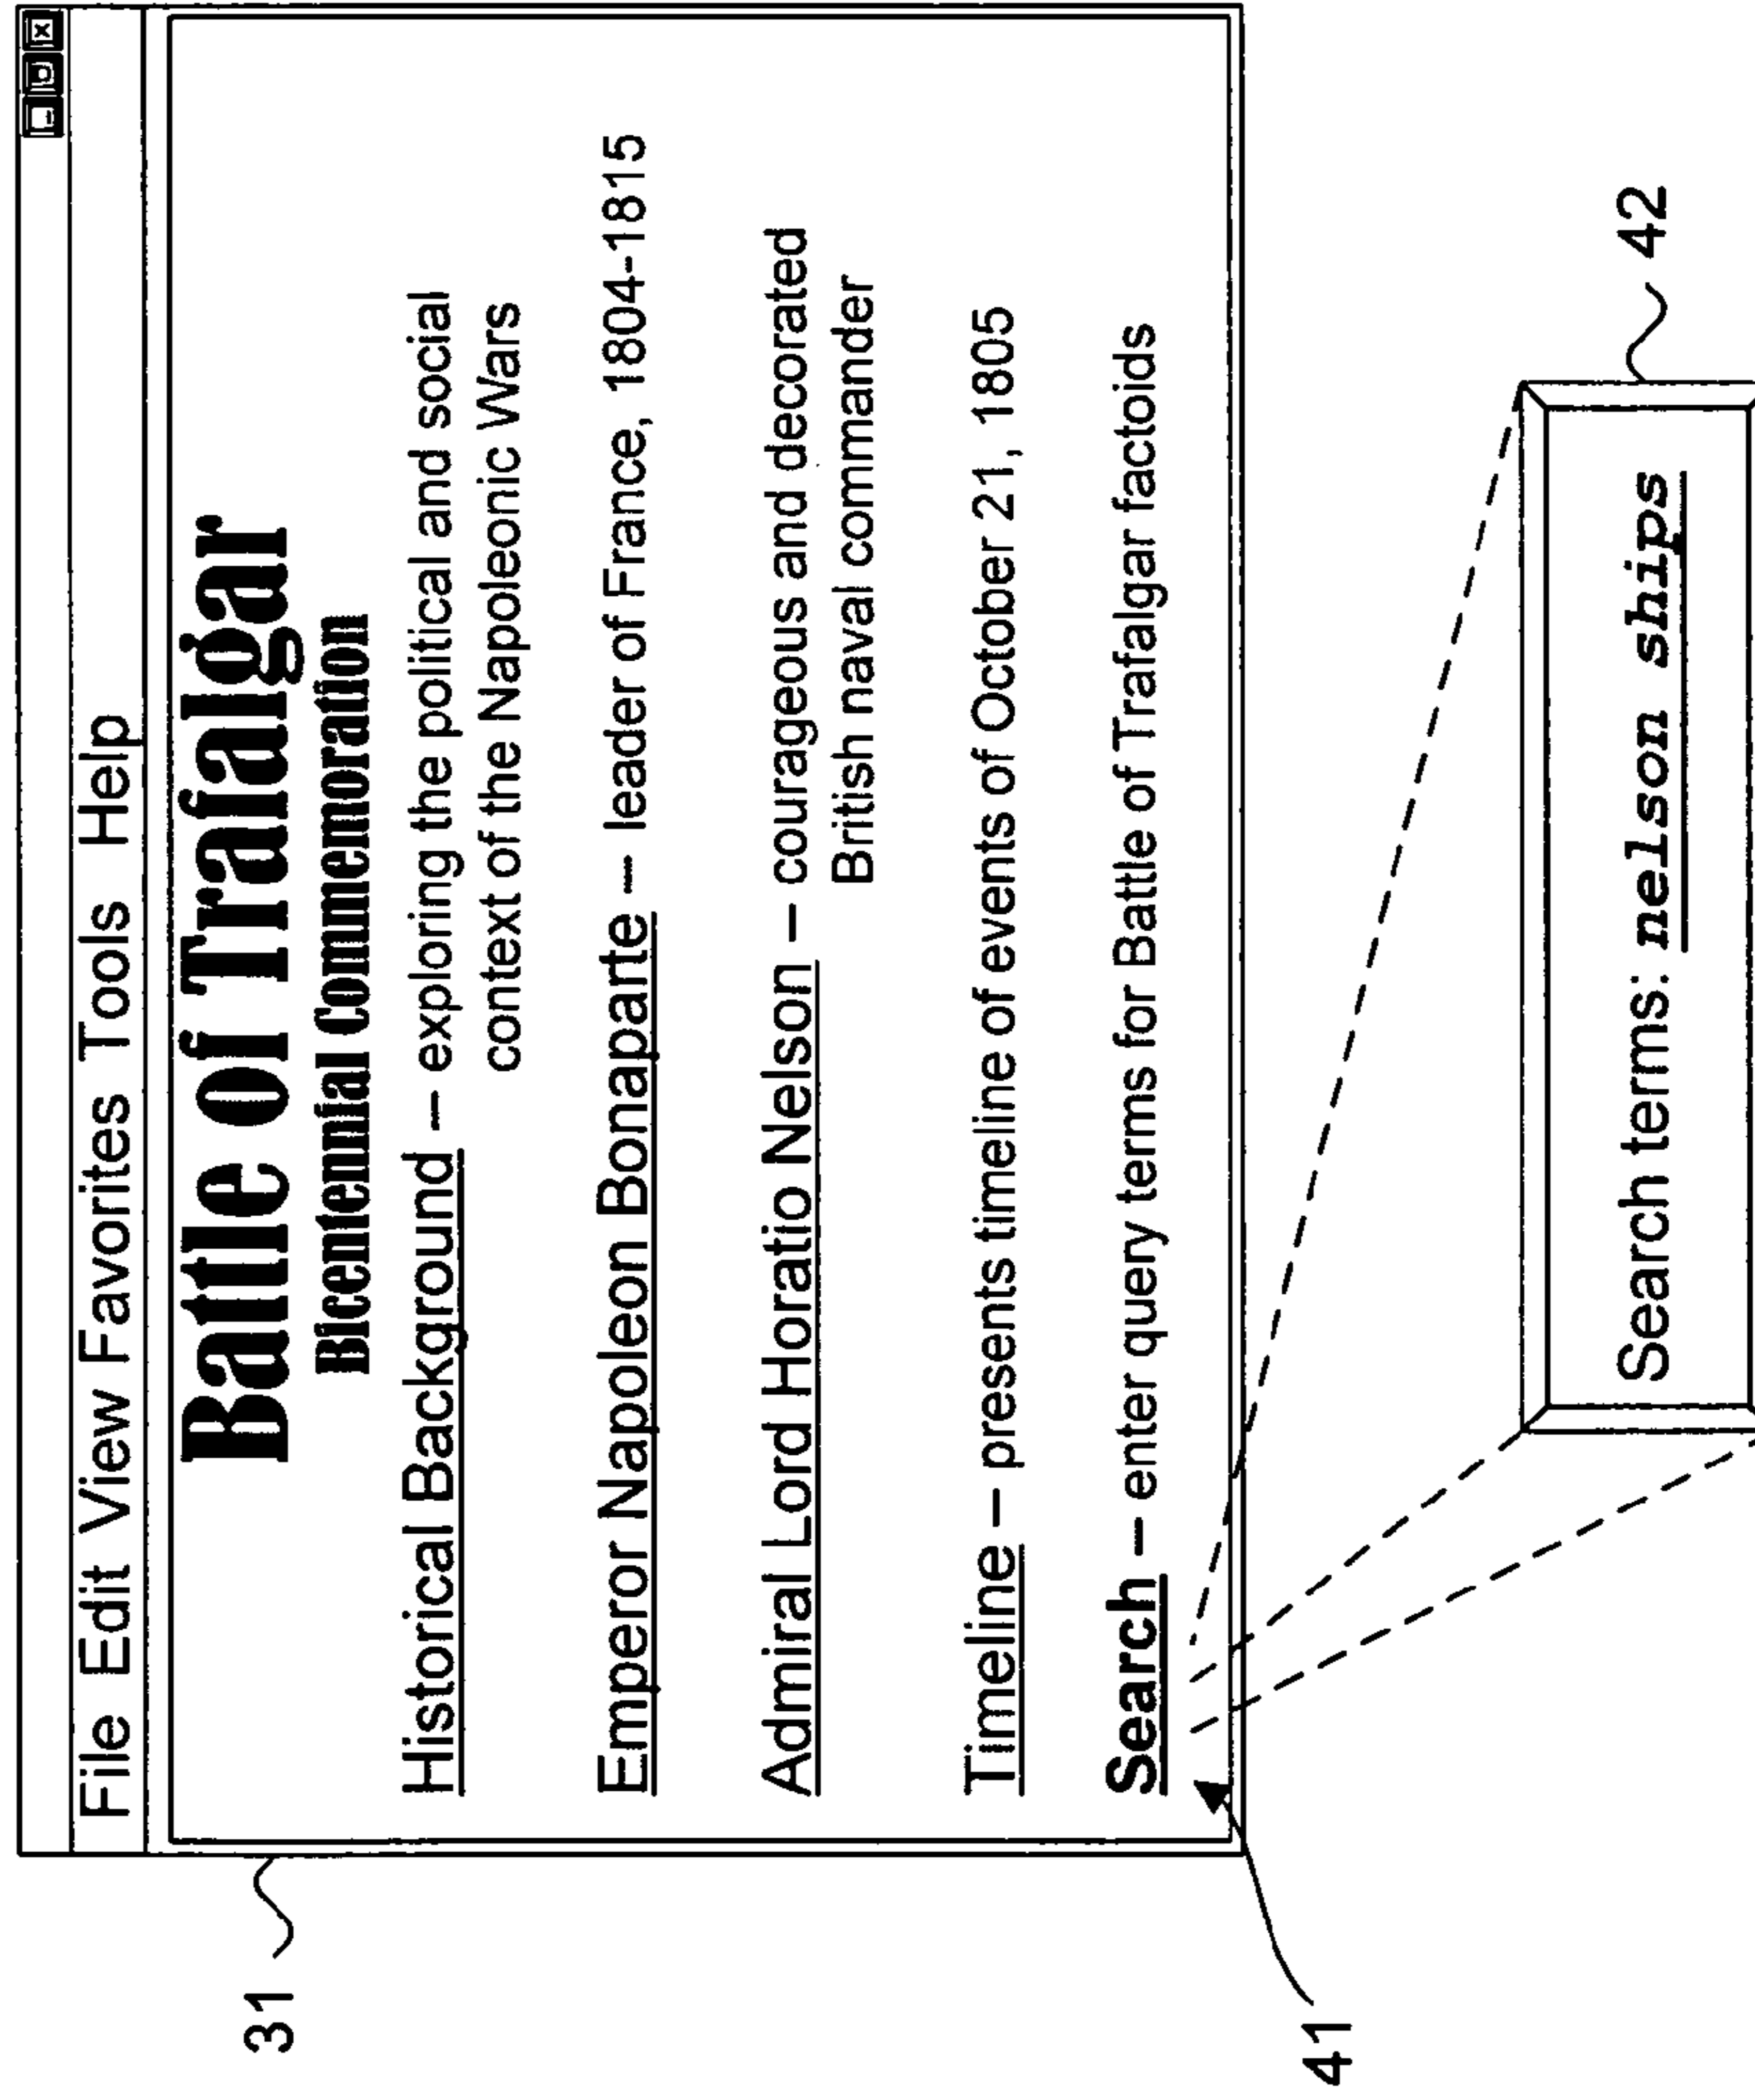 File Edit View Favorites Tools Help
Battle of Trafalgar
Bicentennial Commemoration
Historical Background – exploring the political and social
context of the Napoleonic Wars
Emperor Napoleon Bonaparte – leader of France, 1804-1815
Admiral Lord Horatio Nelson – courageous and decorated
British naval commander
Timeline – presents timeline of events of October 21, 1805
Search – enter query terms for Battle of Trafalgar factoids
Search terms: nelson ships
31
41
42